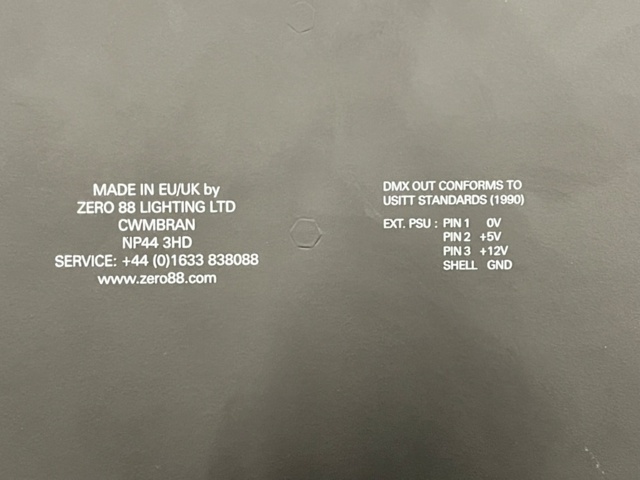 MADE IN EU/UK by
ZERO 88 LIGHTING LTD
CWMBRAN
NP44 3HD
SERVICE: +44 (0)1633 838088
www.zero88.com
DMX OUT CONFORMS TO
USITT STANDARDS (1990)
EXT. PSU : PIN 1 0V
PIN 2 +5V
PIN 3 +12V
SHELL GND